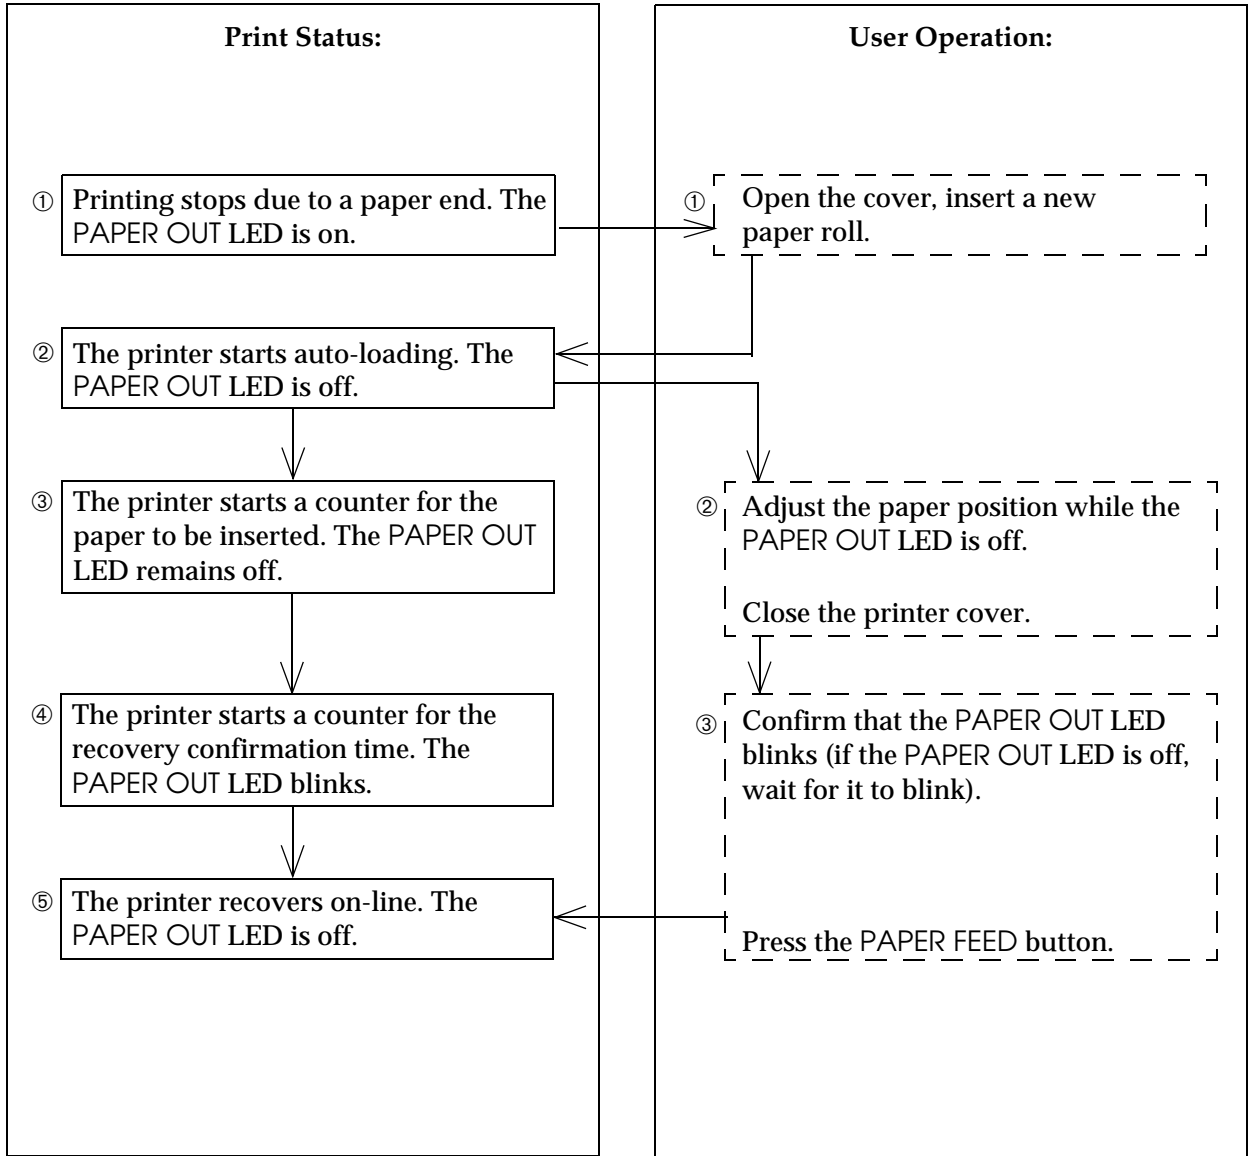 Print Status:
① Printing stops due to a paper end. The
PAPER OUT LED is on.
② The printer starts auto-loading. The
PAPER OUT LED is off.
③ The printer starts a counter for the
paper to be inserted. The PAPER OUT
LED remains off.
④ The printer starts a counter for the
recovery confirmation time. The
PAPER OUT LED blinks.
⑤ The printer recovers on-line. The
PAPER OUT LED is off.
User Operation:
① Open the cover, insert a new
paper roll.
② Adjust the paper position while the
PAPER OUT LED is off.
Close the printer cover.
③ Confirm that the PAPER OUT LED
blinks (if the PAPER OUT LED is off,
wait for it to blink).
Press the PAPER FEED button.